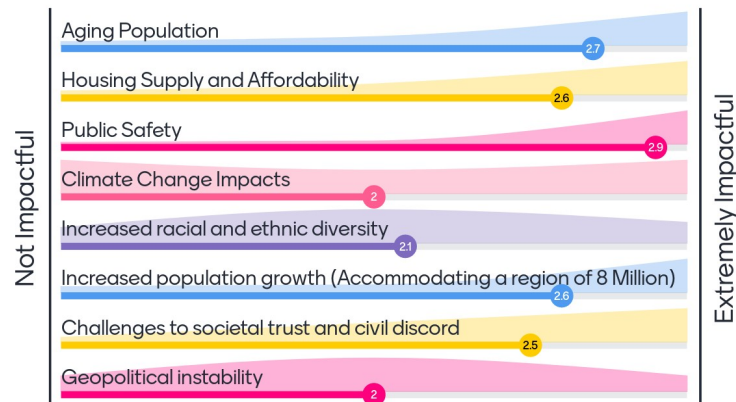 Not Impactful
Aging Population
2.7
Housing Supply and Affordability
2.6
Public Safety
2.9
Climate Change Impacts
2
Increased racial and ethnic diversity
2.1
Increased population growth (Accommodating a region of 8 Million)
2.6
Challenges to societal trust and civil discord
2.5
Geopolitical instability
2
Extremely Impactful